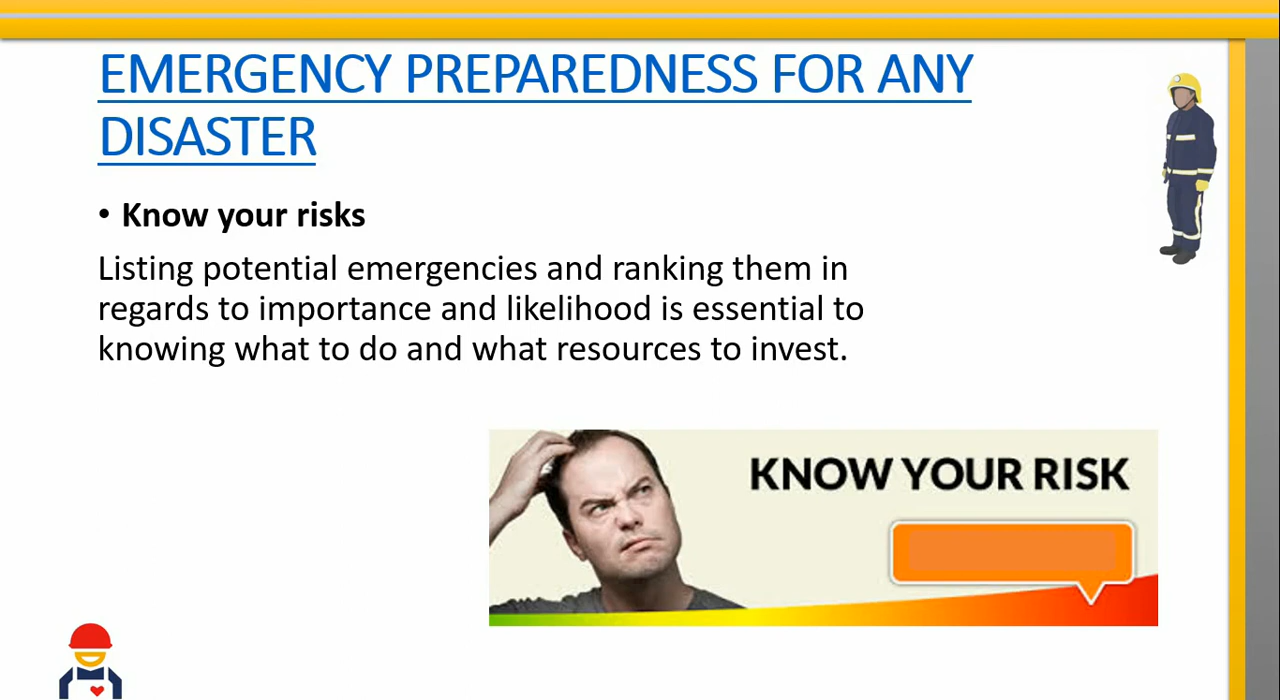 EMERGENCY PREPAREDNESS FOR ANY
DISASTER
• Know your risks
Listing potential emergencies and ranking them in
regards to importance and likelihood is essential to
knowing what to do and what resources to invest.
KNOW YOUR RISK